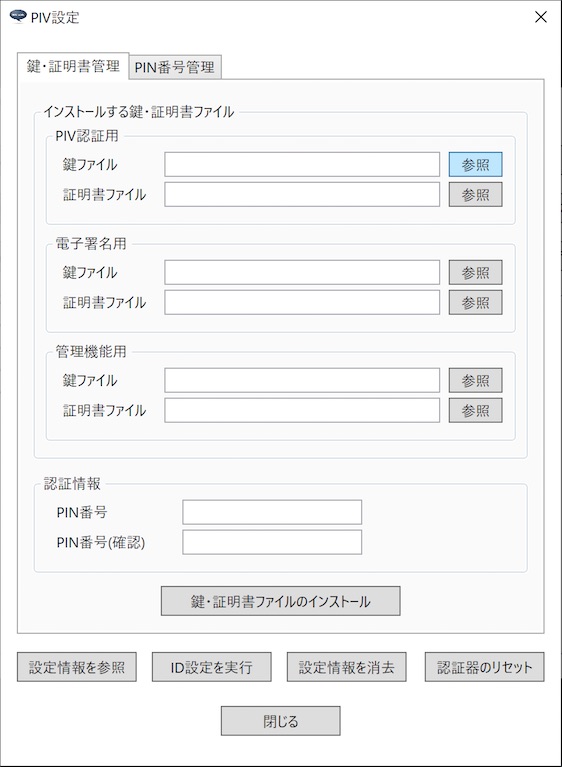 PIV設定
鍵・証明書管理 PIN番号管理
インストールする鍵・証明書ファイル
PIV認証用
鍵ファイル 参照
証明書ファイル 参照
電子署名用
鍵ファイル 参照
証明書ファイル 参照
管理機能用
鍵ファイル 参照
証明書ファイル 参照
認証情報
PIN番号
PIN番号(確認)
鍵・証明書ファイルのインストール
設定情報を参照 ID設定を実行 設定情報を消去 認証器のリセット
閉じる